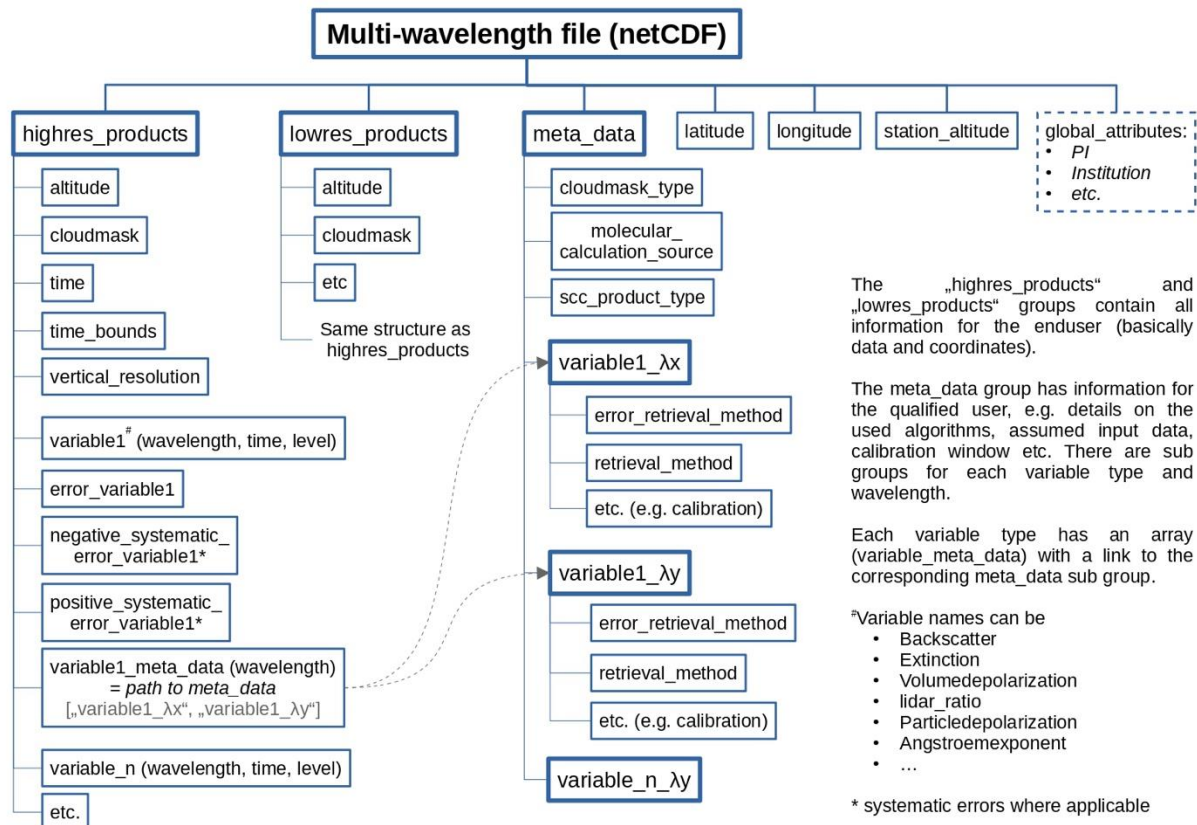 Multi-wavelength file (netCDF)
highres_products
altitude
cloudmask
time
time_bounds
vertical_resolution
variable1# (wavelength, time, level)
error_variable1
negative_systematic_
error_variable1*
positive_systematic_
error_variable1*
variable1_meta_data (wavelength)
= path to meta_data
[„variable1_λx“, „variable1_λy“]
variable_n (wavelength, time, level)
etc.
lowres_products
altitude
cloudmask
etc
Same structure as
highres_products
meta_data
cloudmask_type
molecular_
calculation_source
scc_product_type
variable1_λx
error_retrieval_method
retrieval_method
etc. (e.g. calibration)
variable1_λy
error_retrieval_method
retrieval_method
etc. (e.g. calibration)
variable_n_λy
latitude
longitude
station_altitude
global_attributes:
• PI
• Institution
• etc.
The „highres_products“ and
„lowres_products“ groups contain all
information for the enduser (basically
data and coordinates).
The meta_data group has information for
the qualified user, e.g. details on the
used algorithms, assumed input data,
calibration window etc. There are sub
groups for each variable type and
wavelength.
Each variable type has an array
(variable_meta_data) with a link to the
corresponding meta_data sub group.
#Variable names can be
• Backscatter
• Extinction
• Volumedepolarization
• lidar_ratio
• Particledepolarization
• Angstroemexponent
• ...
* systematic errors where applicable